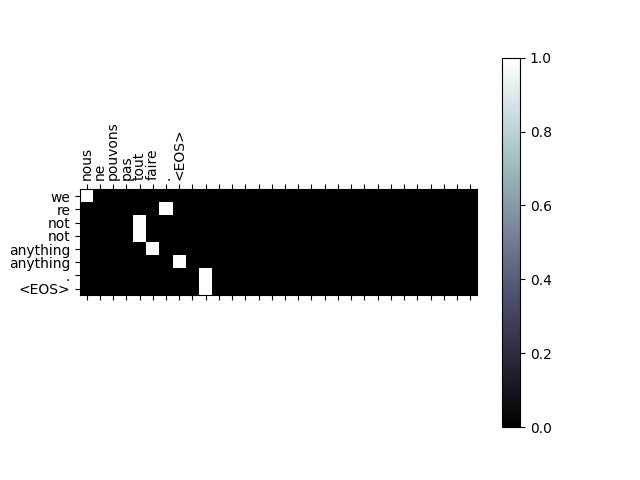 nous
ne
pouvons
pas
tout
faire
.
<EOS>
we
re
not
not
anything
anything
.
<EOS>
1.0
0.8
0.6
0.4
0.2
0.0